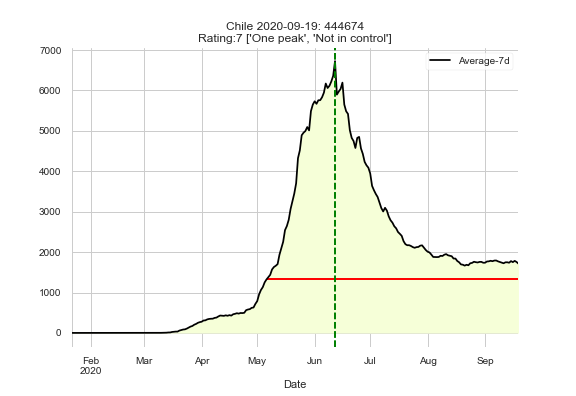 Chile 2020-09-19: 444674
Rating:7 ['One peak', 'Not in control']
Average-7d
7000
6000
5000
4000
3000
2000
1000
0
Feb Mar Apr May Jun Jul Aug Sep
2020
Date